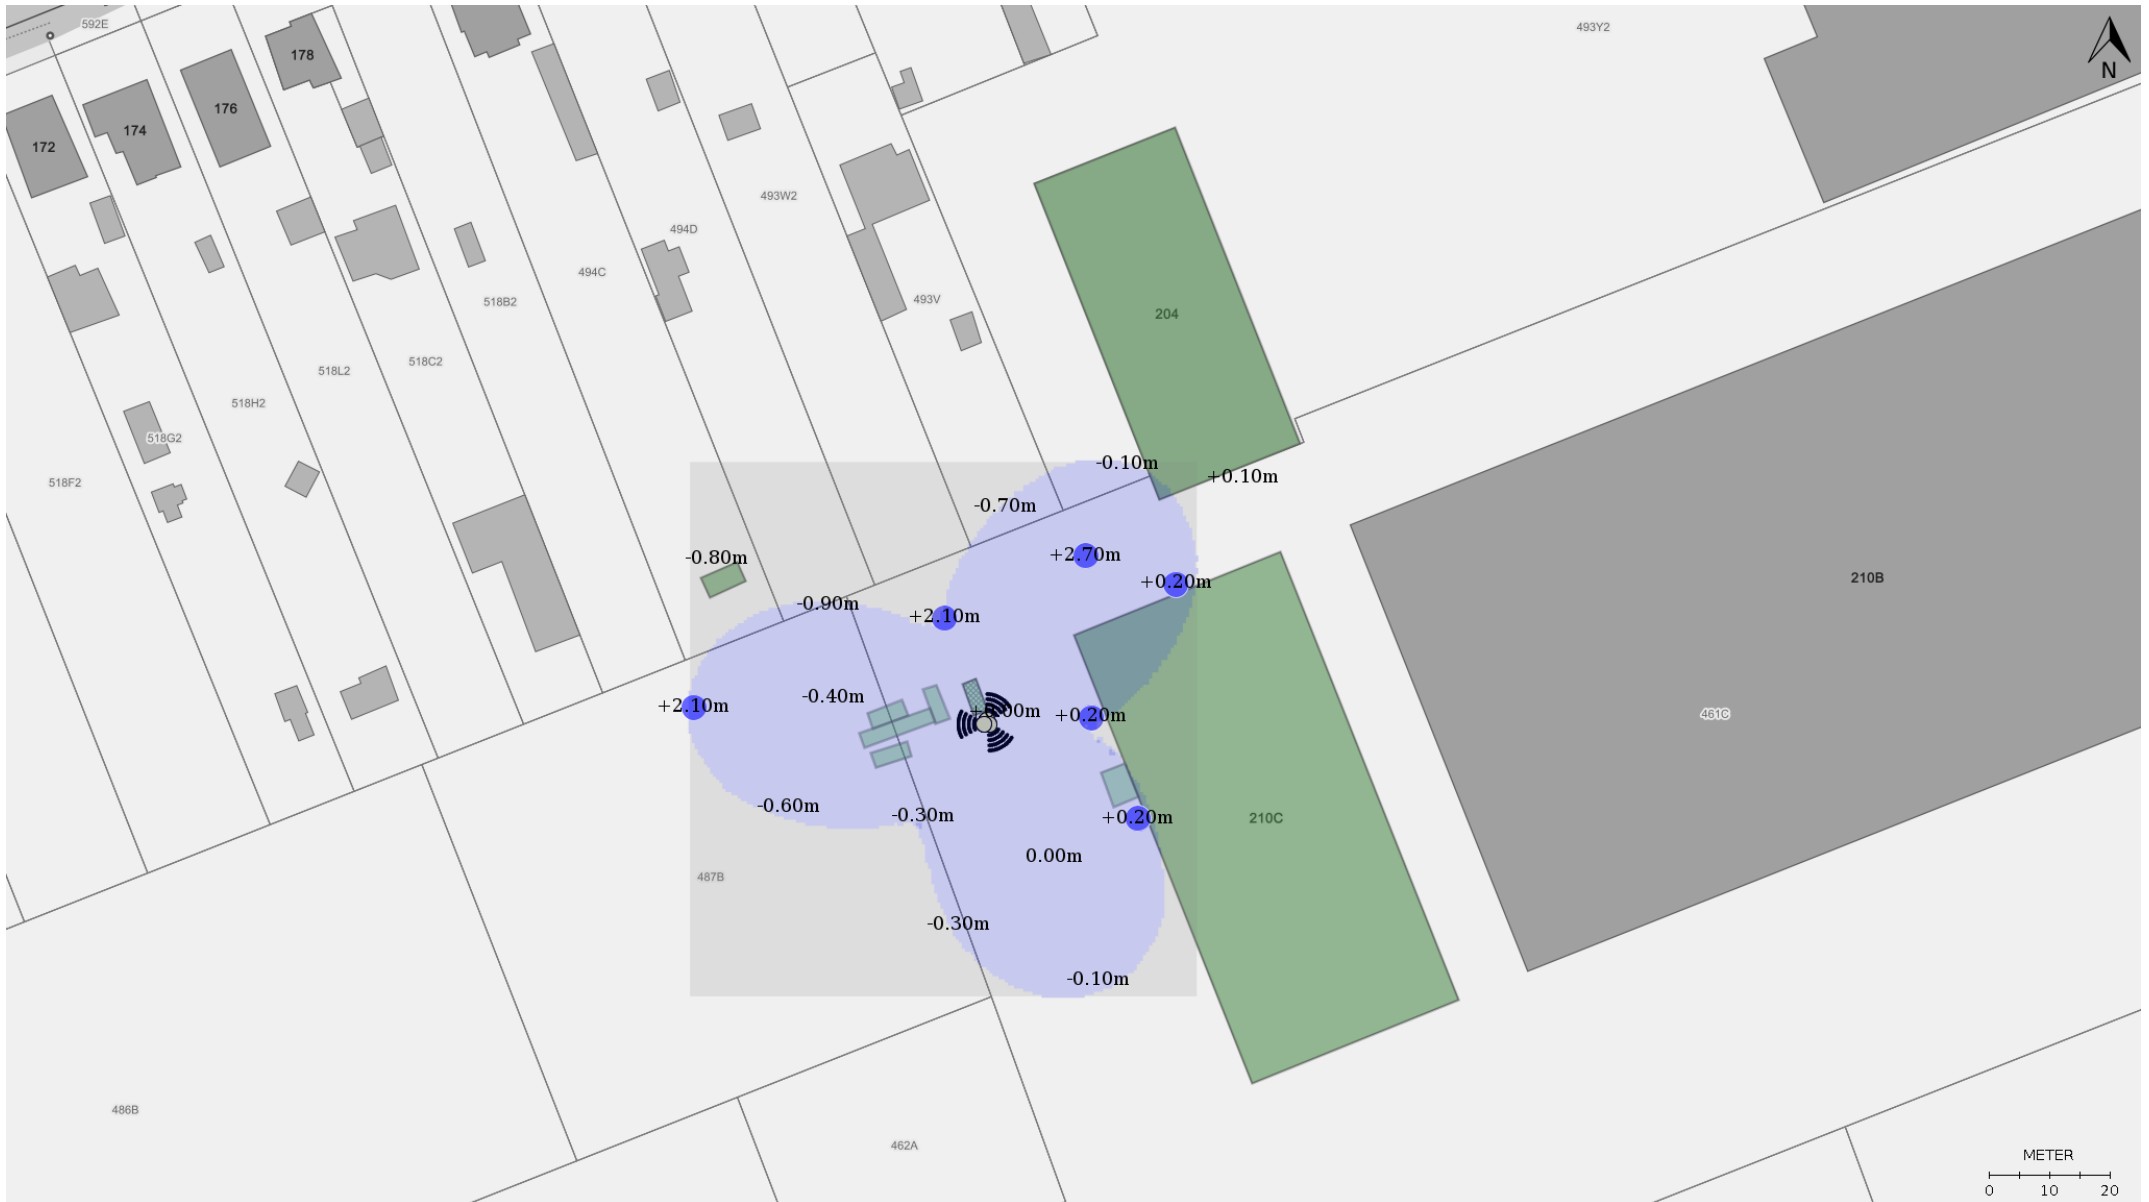 592E
493Y2
178
N
176
174
172
493W2
494D
494C
518B2
493V
204
518C2
518L2
518H2
518G2
518F2
-0.10m
+0.10m
-0.70m
+2.70m
-0.80m
+0.20m
210B
-0.90m
+2.10m
-0.40m
+2.10m
+0.20m
461C
-0.60m
-0.30m
+0.20m
210C
0.00m
487B
-0.30m
-0.10m
486B
462A
METER
0 10 20